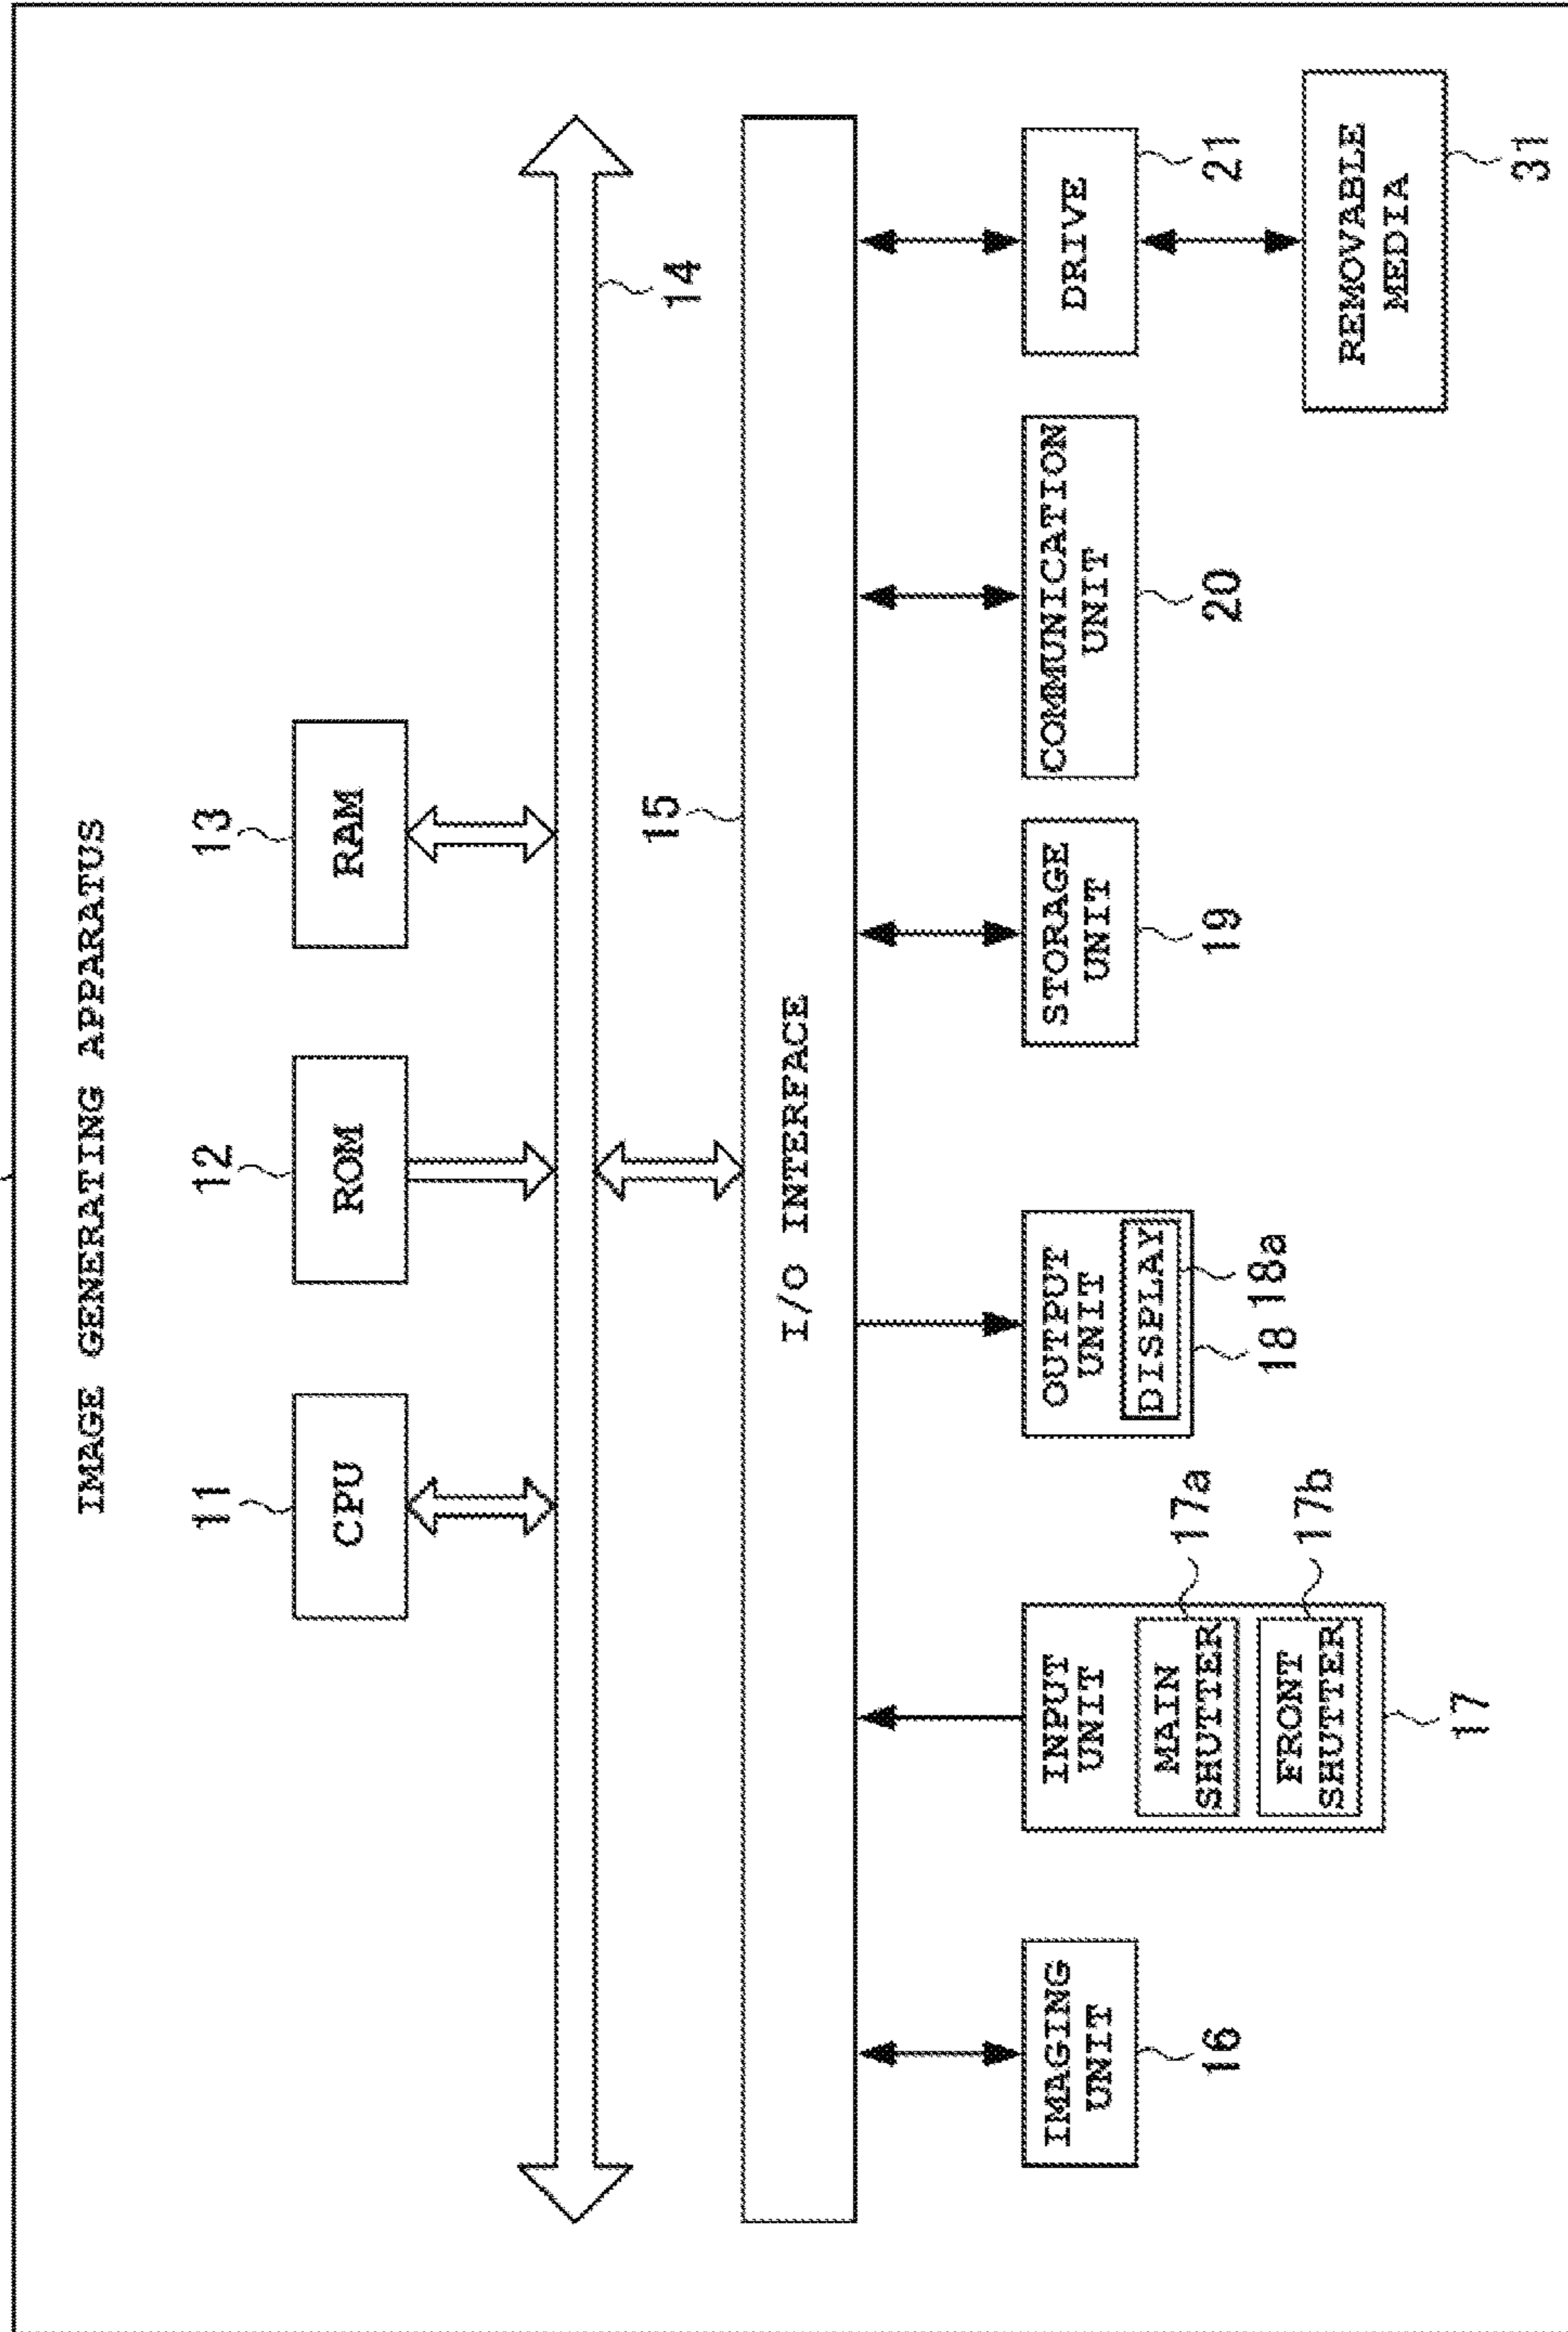 IMAGE GENERATING APPARATUS
11
12
13
CPU
ROM
RAM
14
15
I/O INTERFACE
IMAGING
UNIT
16
INPUT
UNIT
MAIN
SHUTTER
17a
FRONT
SHUTTER
17b
17
OUTPUT
UNIT
DISPLAY
18
18a
STORAGE
UNIT
19
COMMUNICATION
UNIT
20
DRIVE
21
REMOVABLE
MEDIA
31